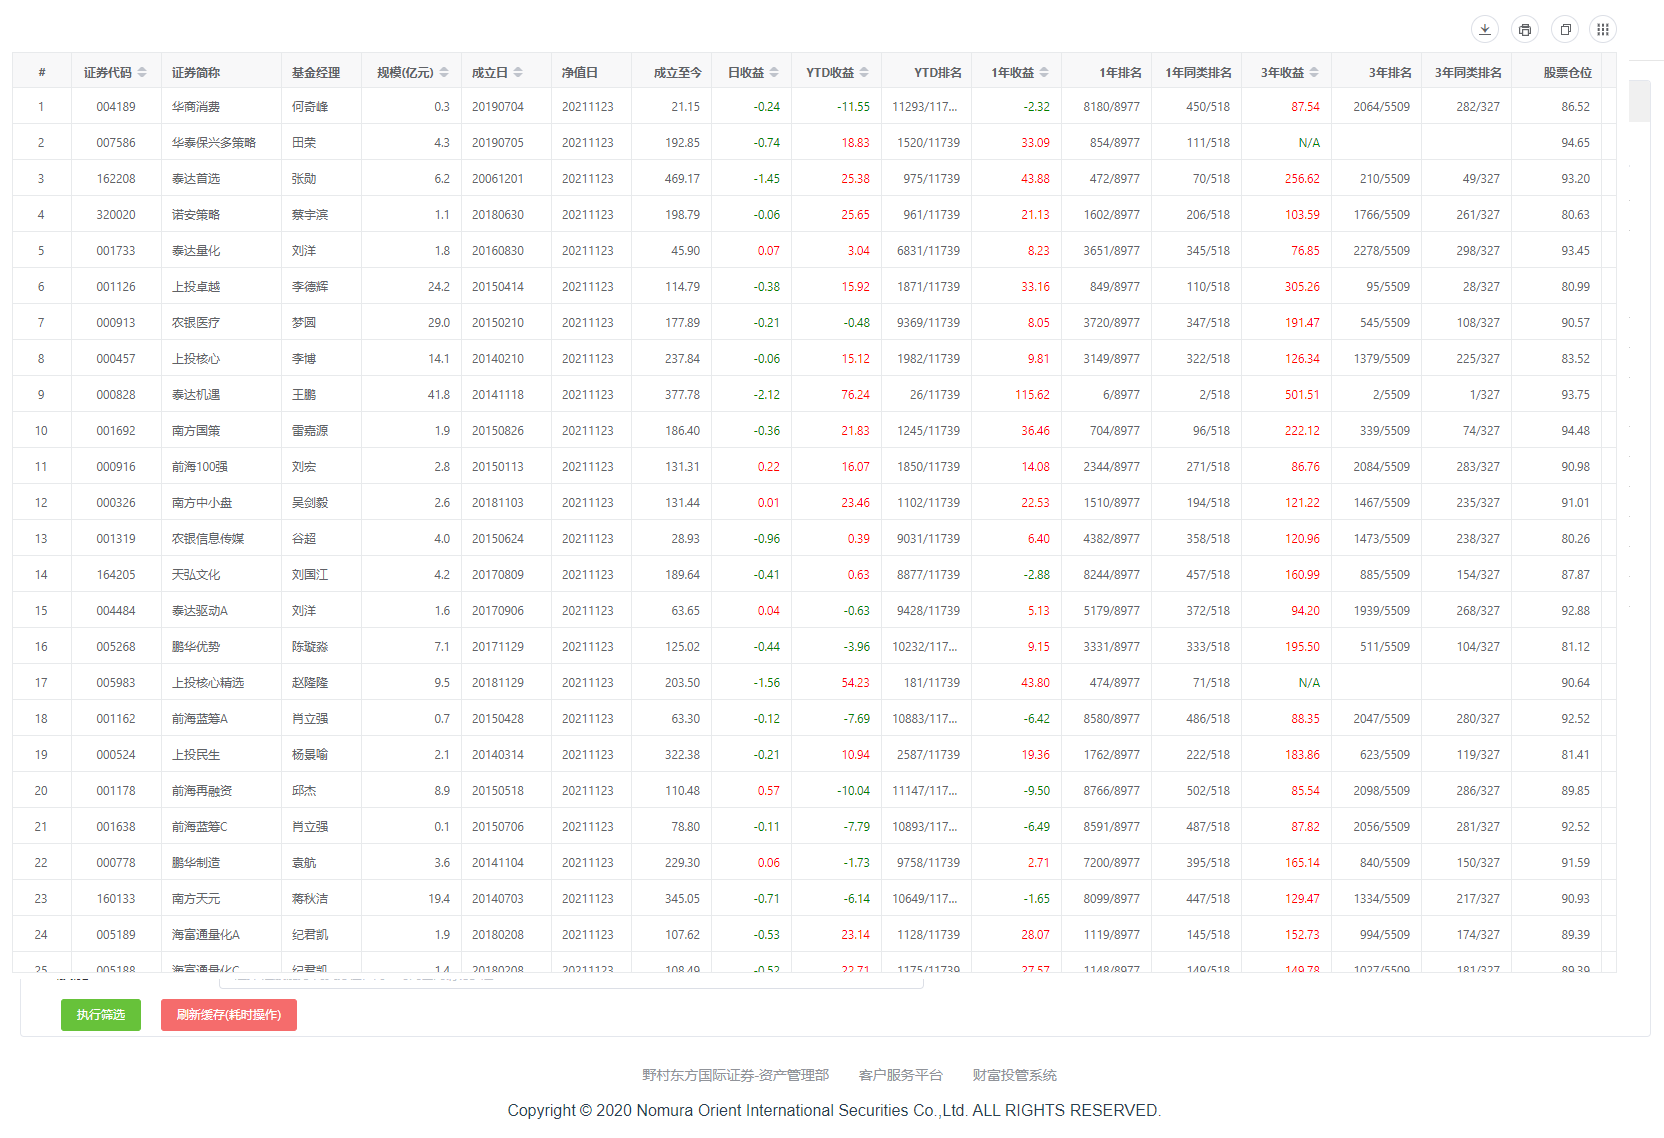 # 证券代码 证券简称 基金经理 规模(亿元) 成立日 净值日 成立至今 日收益 YTD收益 YTD排名 1年收益 1年排名 1年同类排名 3年收益 3年排名 3年同类排名 股票仓位
1 004189 华商消费 何奇峰 0.3 20190704 20211123 21.15 -0.24 -11.55 11293/117... -2.32 8180/8977 450/518 87.54 2064/5509 282/327 86.52
2 007586 华泰保兴多策略 田荣 4.3 20190705 20211123 192.85 -0.74 18.83 1520/11739 33.09 854/8977 111/518 N/A 94.65
3 162208 泰达首选 张勋 6.2 20061201 20211123 469.17 -1.45 25.38 975/11739 43.88 472/8977 70/518 256.62 210/5509 49/327 93.20
4 320020 诺安策略 蔡宇滨 1.1 20180630 20211123 198.79 -0.06 25.65 961/11739 21.13 1602/8977 206/518 103.59 1766/5509 261/327 80.63
5 001733 泰达量化 刘洋 1.8 20160830 20211123 45.90 0.07 3.04 6831/11739 8.23 3651/8977 345/518 76.85 2278/5509 298/327 93.45
6 001126 上投卓越 李德辉 24.2 20150414 20211123 114.79 -0.38 15.92 1871/11739 33.16 849/8977 110/518 305.26 95/5509 28/327 80.99
7 000913 农银医疗 梦圆 29.0 20150210 20211123 177.89 -0.21 -0.48 9369/11739 8.05 3720/8977 347/518 191.47 545/5509 108/327 90.57
8 000457 上投核心 李博 14.1 20140210 20211123 237.84 -0.06 15.12 1982/11739 9.81 3149/8977 322/518 126.34 1379/5509 225/327 83.52
9 000828 泰达机遇 王鹏 41.8 20141118 20211123 377.78 -2.12 76.24 26/11739 115.62 6/8977 2/518 501.51 2/5509 1/327 93.75
10 001692 南方国策 雷嘉源 1.9 20150826 20211123 186.40 -0.36 21.83 1245/11739 36.46 704/8977 96/518 222.12 339/5509 74/327 94.48
11 000916 前海100强 刘宏 2.8 20150113 20211123 131.31 0.22 16.07 1850/11739 14.08 2344/8977 271/518 86.76 2084/5509 283/327 90.98
12 000326 南方中小盘 吴剑毅 2.6 20181103 20211123 131.44 0.01 23.46 1102/11739 22.53 1510/8977 194/518 121.22 1467/5509 235/327 91.01
13 001319 农银信息传媒 谷超 4.0 20150624 20211123 28.93 -0.96 0.39 9031/11739 6.40 4382/8977 358/518 120.96 1473/5509 238/327 80.26
14 164205 天弘文化 刘国江 4.2 20170809 20211123 189.64 -0.41 0.63 8877/11739 -2.88 8244/8977 457/518 160.99 885/5509 154/327 87.87
15 004484 泰达驱动A 刘洋 1.6 20170906 20211123 63.65 0.04 -0.63 9428/11739 5.13 5179/8977 372/518 94.20 1939/5509 268/327 92.88
16 005268 鹏华优势 陈璇淼 7.1 20171129 20211123 125.02 -0.44 -3.96 10232/117... 9.15 3331/8977 333/518 195.50 511/5509 104/327 81.12
17 005983 上投核心精选 赵隆隆 9.5 20181129 20211123 203.50 -1.56 54.23 181/11739 43.80 474/8977 71/518 N/A 90.64
18 001162 前海蓝筹A 肖立强 0.7 20150428 20211123 63.30 -0.12 -7.69 10883/117... -6.42 8580/8977 486/518 88.35 2047/5509 280/327 92.52
19 000524 上投民生 杨景喻 2.1 20140314 20211123 322.38 -0.21 10.94 2587/11739 19.36 1762/8977 222/518 183.86 623/5509 119/327 81.41
20 001178 前海再融资 邱杰 8.9 20150518 20211123 110.48 0.57 -10.04 11147/117... -9.50 8766/8977 502/518 85.54 2098/5509 286/327 89.85
21 001638 前海蓝筹C 肖立强 0.1 20150706 20211123 78.80 -0.11 -7.79 10893/117... -6.49 8591/8977 487/518 87.82 2056/5509 281/327 92.52
22 000778 鹏华制造 袁航 3.6 20141104 20211123 229.30 0.06 -1.73 9758/11739 2.71 7200/8977 395/518 165.14 840/5509 150/327 91.59
23 160133 南方天元 蒋秋洁 19.4 20140703 20211123 345.05 -0.71 -6.14 10649/117... -1.65 8099/8977 447/518 129.47 1334/5509 217/327 90.93
24 005189 海富通量化A 纪君凯 1.9 20180208 20211123 107.62 -0.53 23.14 1128/11739 28.07 1119/8977 145/518 152.73 994/5509 174/327 89.39
25 005188 海富通量化C 纪君凯 1.4 20180208 20211123 108.49 -0.52 22.71 1175/11739 27.57 1148/8977 149/518 149.78 1027/5509 181/327 89.39
执行筛选 刷新缓存(耗时操作)
野村东方国际证券-资产管理部 客户服务平台 财富投管系统
Copyright © 2020 Nomura Orient International Securities Co.,Ltd. ALL RIGHTS RESERVED.